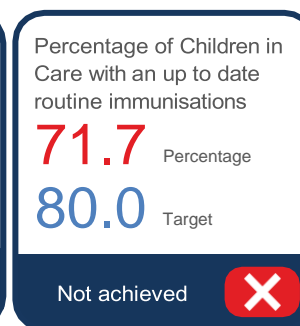 Percentage of Children in
Care with an up to date
routine immunisations
71.7 Percentage
80.0 Target
Not achieved